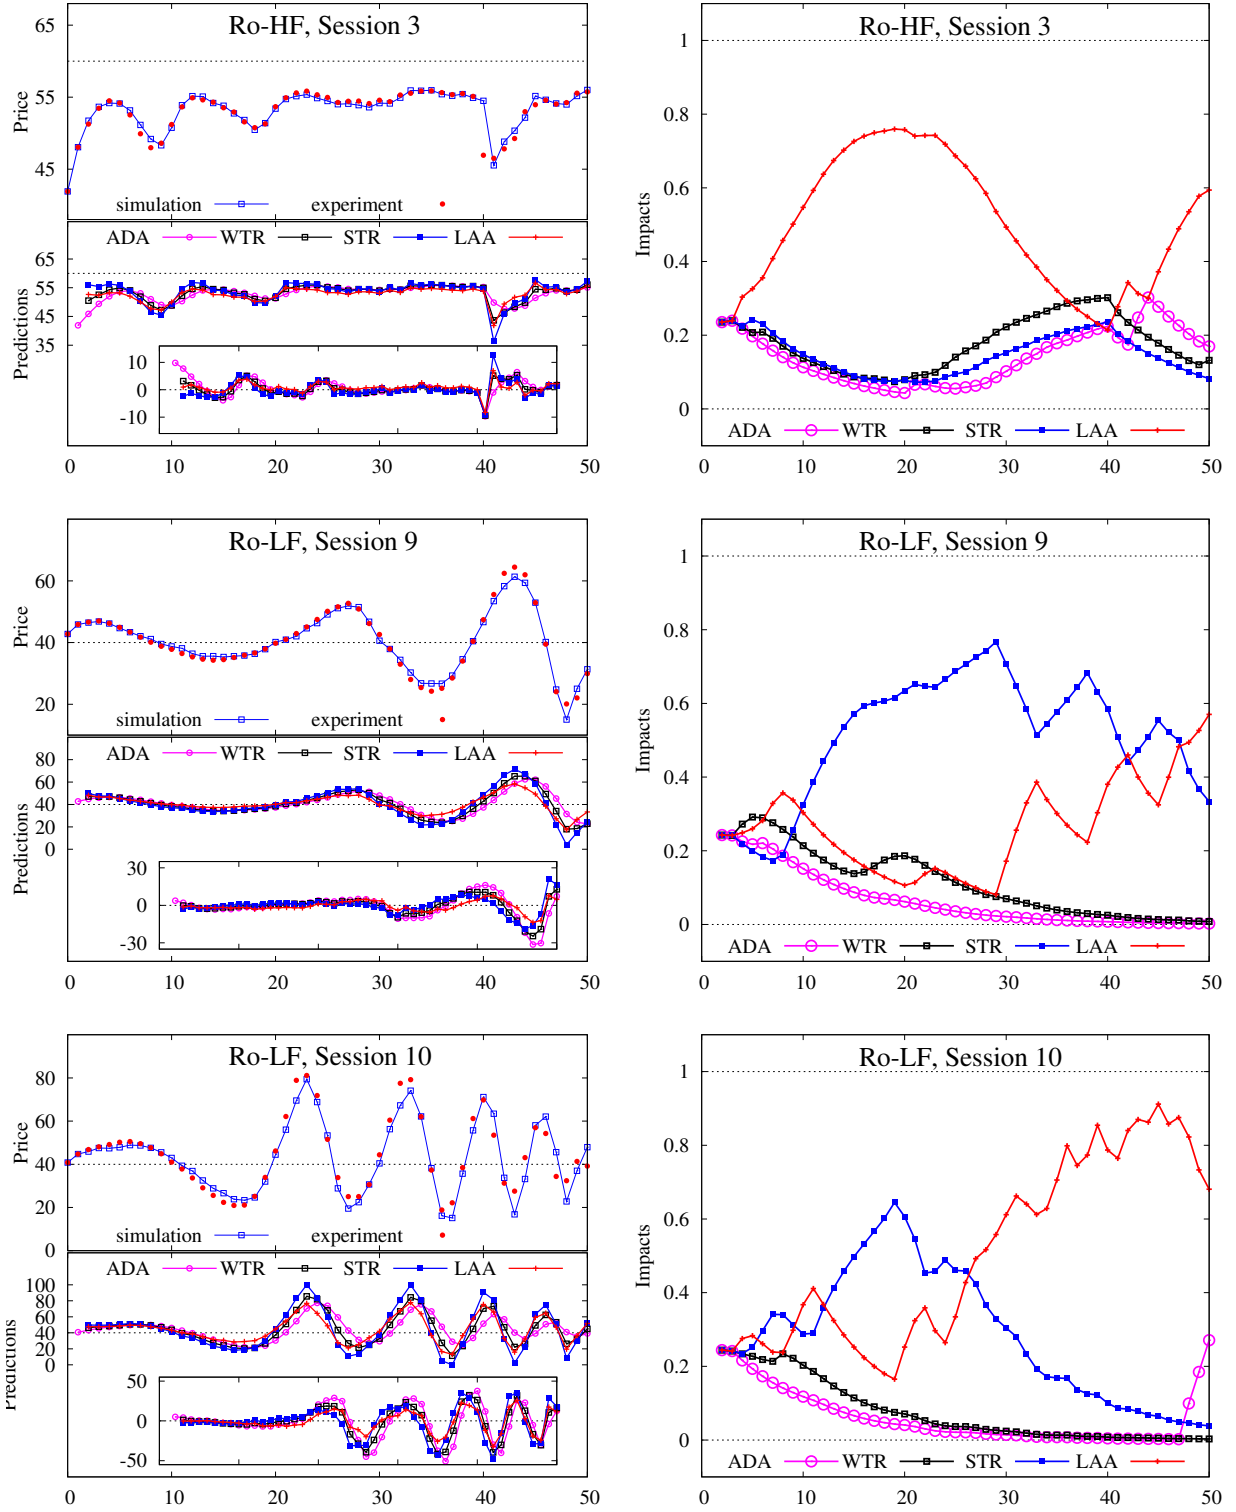 Ro-HF, Session 3
65
55
45
Price
simulation experiment
ADA WTR STR LAA
65
55
45
35
Predictions
10
0
-10
0 10 20 30 40 50
Ro-HF, Session 3
1
0.8
0.6
0.4
0.2
0
Impacts
ADA WTR STR LAA
0 10 20 30 40 50
Ro-LF, Session 9
60
40
20
Price
simulation experiment
ADA WTR STR LAA
80
60
40
20
0
Predictions
30
0
-30
0 10 20 30 40 50
Ro-LF, Session 9
1
0.8
0.6
0.4
0.2
0
Impacts
ADA WTR STR LAA
0 10 20 30 40 50
Ro-LF, Session 10
80
60
40
20
0
Price
simulation experiment
ADA WTR STR LAA
100
80
60
40
20
0
Predictions
50
0
-50
0 10 20 30 40 50
Ro-LF, Session 10
1
0.8
0.6
0.4
0.2
0
Impacts
ADA WTR STR LAA
0 10 20 30 40 50